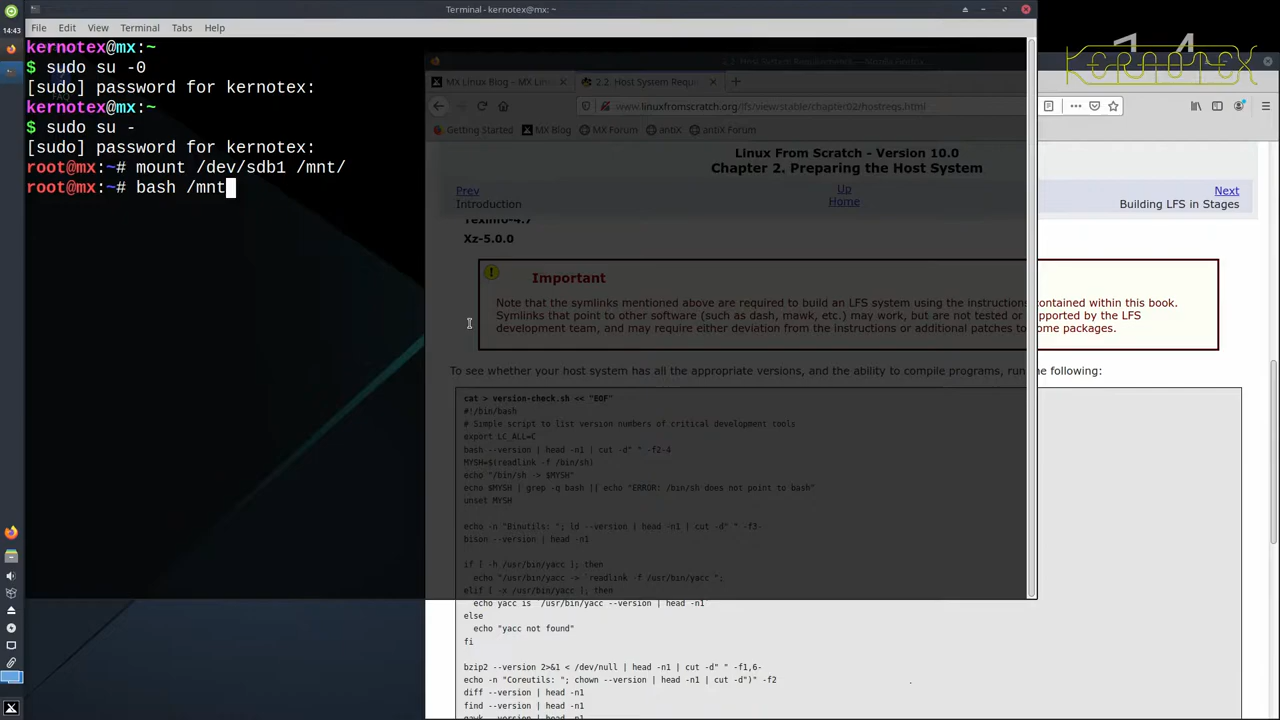 Terminal - kernotex@mx: ~
14:43
File Edit View Terminal Tabs Help
kernotex@mx:~
$ sudo su -0
[sudo] password for kernotex:
kernotex@mx:~
$ sudo su -
[sudo] password for kernotex:
root@mx:~# mount /dev/sdb1 /mnt/
root@mx:~# bash /mnt
KERNOTEX
MX Linux Blog – MX Lin
2.2. Host System Requ
www.linuxfromscratch.org/lfs/view/stable/chapter02/hostreqs.html
Getting Started MX Blog MX Forum antiX antiX Forum
Linux From Scratch - Version 10.0
Chapter 2. Preparing the Host System
Prev Up Next
Introduction Home Building LFS in Stages
Texinfo-4.7
Xz-5.0.0
Important
Note that the symlinks mentioned above are required to build an LFS system using the instructions contained within this book.
Symlinks that point to other software (such as dash, mawk, etc.) may work, but are not tested or supported by the LFS
development team, and may require either deviation from the instructions or additional patches to some packages.
To see whether your host system has all the appropriate versions, and the ability to compile programs, run the following:
cat > version-check.sh << "EOF"
#!/bin/bash
# Simple script to list version numbers of critical development tools
export LC_ALL=C
bash --version | head -n1 | cut -d" " -f2-4
MYSH=$(readlink -f /bin/sh)
echo "/bin/sh -> $MYSH"
echo $MYSH | grep -q bash || echo "ERROR: /bin/sh does not point to bash"
unset MYSH
echo -n "Binutils: "; ld --version | head -n1 | cut -d" " -f3-
bison --version | head -n1
if [ -h /usr/bin/yacc ]; then
echo "/usr/bin/yacc -> `readlink -f /usr/bin/yacc`";
elif [ -x /usr/bin/yacc ]; then
echo yacc is `/usr/bin/yacc --version | head -n1`
else
echo "yacc not found"
fi
bzip2 --version 2>&1 < /dev/null | head -n1 | cut -d" " -f1,6-
echo -n "Coreutils: "; chown --version | head -n1 | cut -d")" -f2
diff --version | head -n1
find --version | head -n1
gawk --version | head -n1